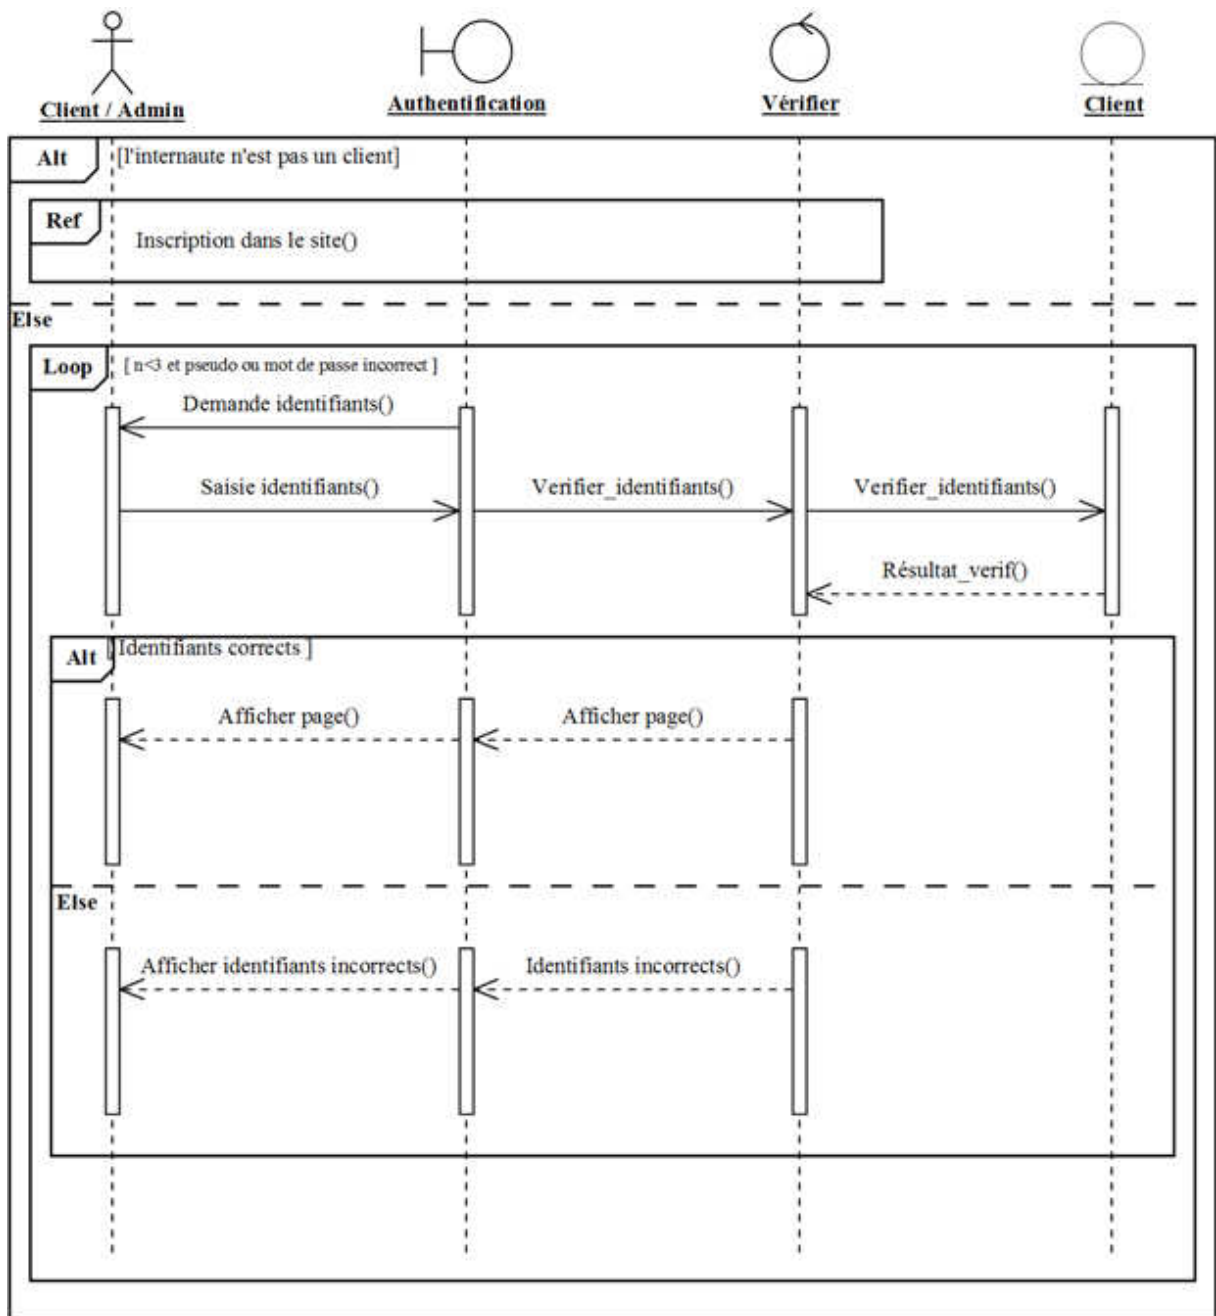 Client / Admin
Authentification
Vérifier
Client
Alt [l'internaute n'est pas un client]
Ref
Inscription dans le site()
Else
Loop [ n<3 et pseudo ou mot de passe incorrect ]
Demande identifiants()
Saisie identifiants() Verifier_identifiants() Verifier_identifiants()
Résultat_verif()
Alt [ Identifiants corrects ]
Afficher page() Afficher page()
Else
Afficher identifiants incorrects() Identifiants incorrects()